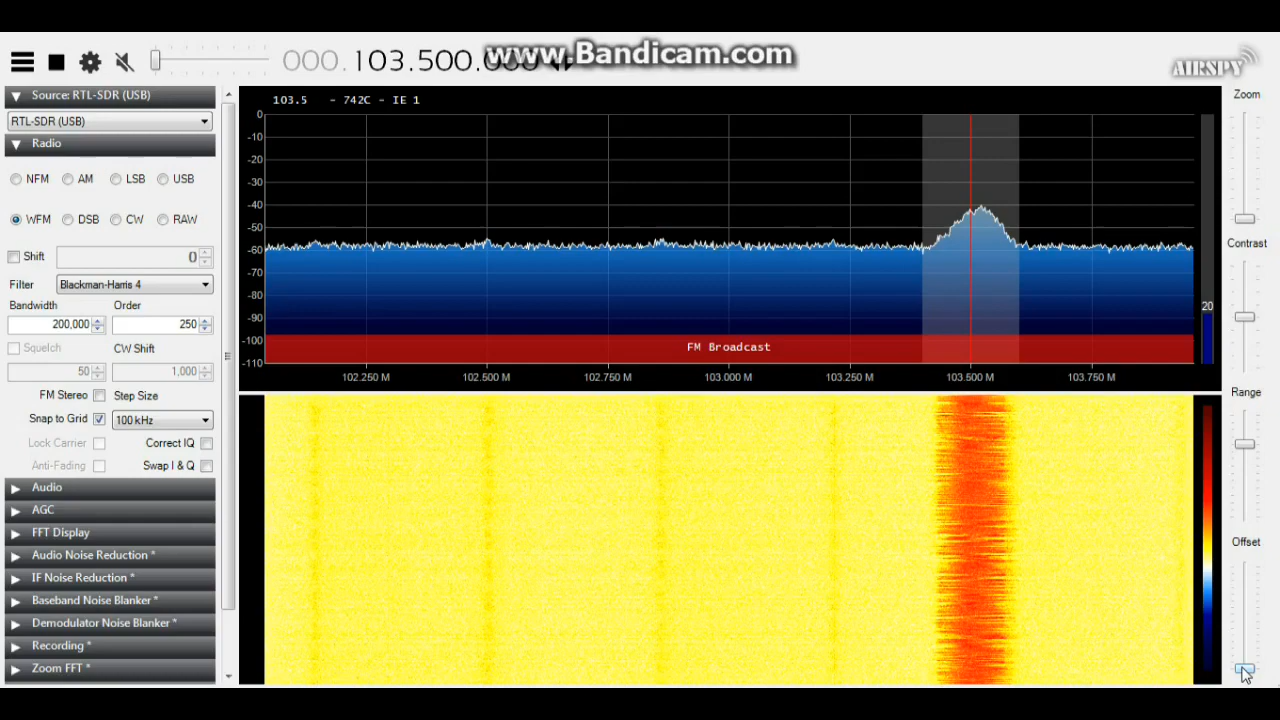 www.Bandicam.com
000.103.500.000
AIRSPY
Source: RTL-SDR (USB)
RTL-SDR (USB)
Radio
NFM AM LSB USB
WFM DSB CW RAW
Shift 0
Filter Blackman-Harris 4
Bandwidth Order
200,000 250
Squelch CW Shift
50 1,000
FM Stereo Step Size
Snap to Grid 100 kHz
Lock Carrier Correct IQ
Anti-Fading Swap I & Q
Audio
AGC
FFT Display
Audio Noise Reduction *
IF Noise Reduction *
Baseband Noise Blanker *
Demodulator Noise Blanker *
Recording *
Zoom FFT *
103.5 - 742C - IE 1
0
-10
-20
-30
-40
-50
-60
-70
-80
-90
-100
-110
FM Broadcast
102.250 M 102.500 M 102.750 M 103.000 M 103.250 M 103.500 M 103.750 M
20
Zoom
Contrast
Range
Offset